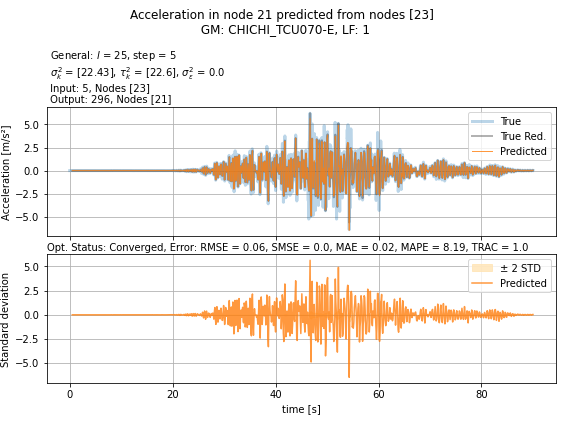 Acceleration in node 21 predicted from nodes [23]
GM: CHICHI_TCU070-E, LF: 1
General: l = 25, step = 5
σ²ₖ = [22.43], τ²ₖ = [22.6], σ²ε = 0.0
Input: 5, Nodes [23]
Output: 296, Nodes [21]
Acceleration [m/s²]
5.0
2.5
0.0
−2.5
−5.0
True
True Red.
Predicted
Opt. Status: Converged, Error: RMSE = 0.06, SMSE = 0.0, MAE = 0.02, MAPE = 8.19, TRAC = 1.0
Standard deviation
5.0
2.5
0.0
−2.5
−5.0
± 2 STD
Predicted
0 20 40 60 80
time [s]